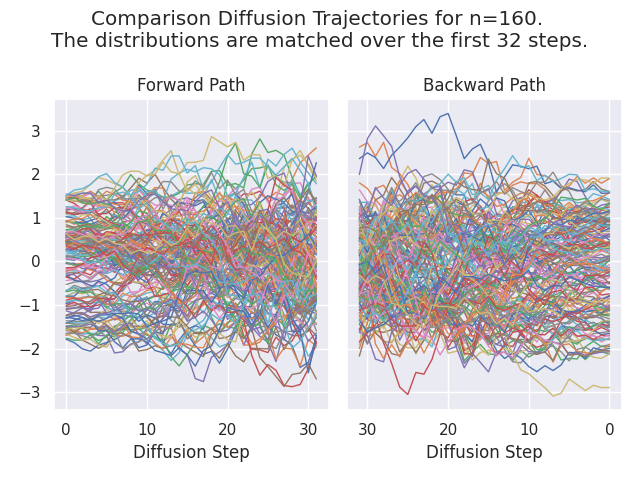 Comparison Diffusion Trajectories for n=160.
The distributions are matched over the first 32 steps.
Forward Path
Backward Path
3
2
1
0
−1
−2
−3
0 10 20 30
30 20 10 0
Diffusion Step
Diffusion Step